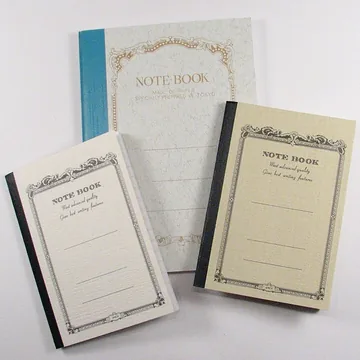 NOTE·BOOK
NOTE BOOK
Most advanced quality
Gives best writing features
NOTE BOOK
Most advanced quality
Gives best writing features